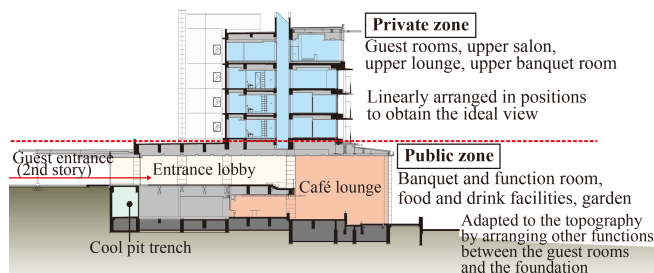 Private zone
Guest rooms, upper salon,
upper lounge, upper banquet room
Linearly arranged in positions
to obtain the ideal view
Guest entrance
(2nd story)
Entrance lobby
Café lounge
Cool pit trench
Public zone
Banquet and function room,
food and drink facilities, garden
Adapted to the topography
by arranging other functions
between the guest rooms
and the foundation